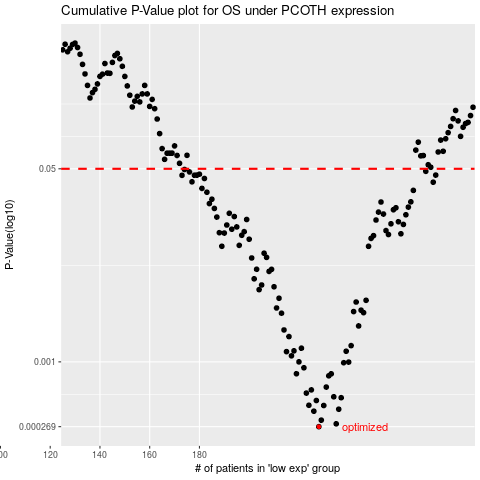 Cumulative P-Value plot for OS under PCOTH expression
P-Value(log10)
0.05
0.001
0.000269
optimized
00 120 140 160 180
# of patients in 'low exp' group